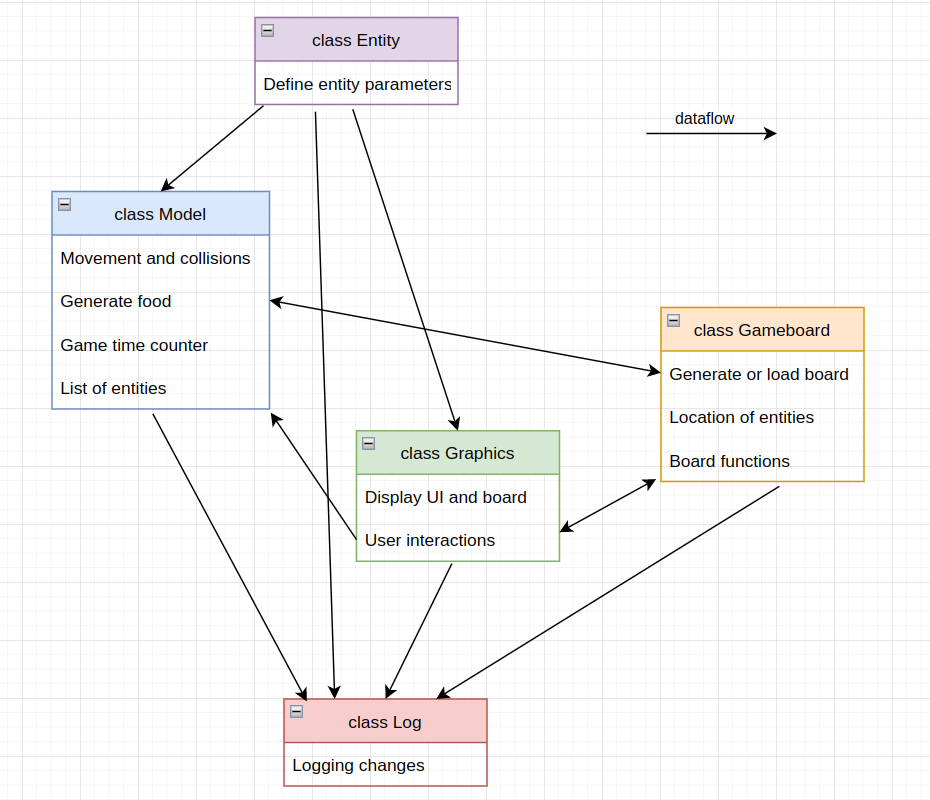 class Entity
Define entity parameters
dataflow
class Model
Movement and collisions
Generate food
Game time counter
List of entities
class Gameboard
Generate or load board
Location of entities
Board functions
class Graphics
Display UI and board
User interactions
class Log
Logging changes